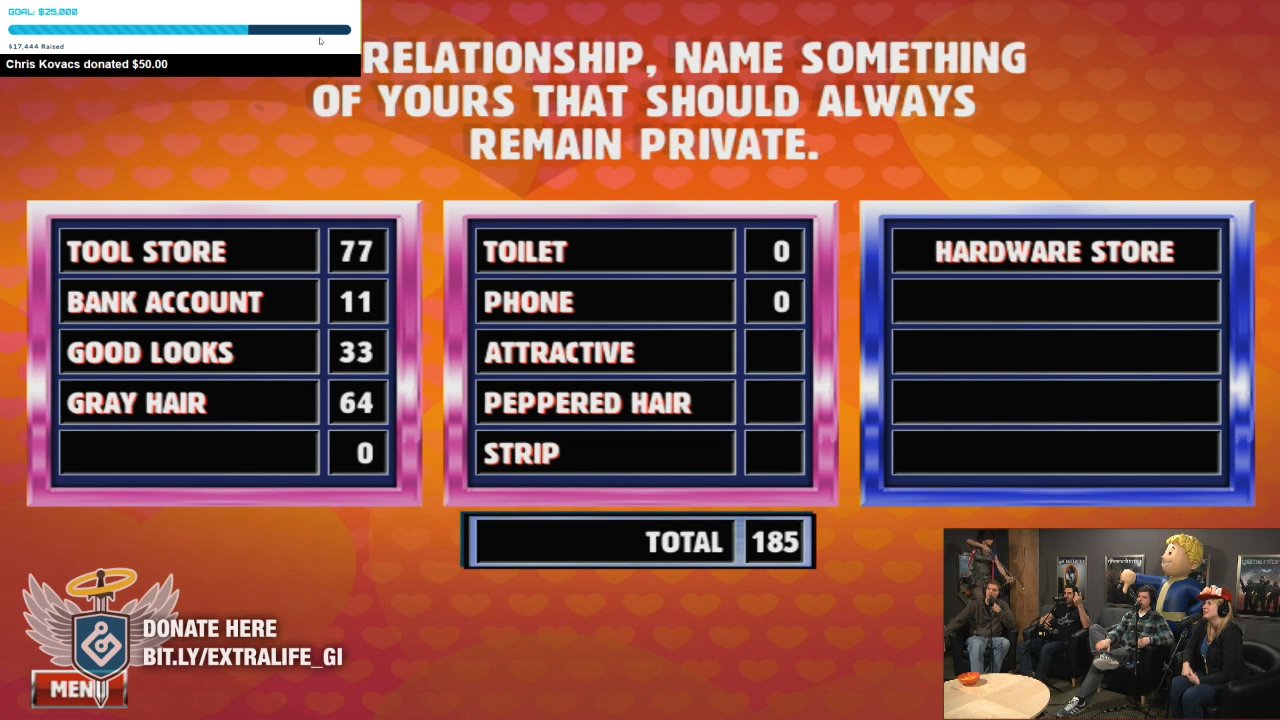 GOAL: $25,000
$17,444 Raised
Chris Kovacs donated $50.00
RELATIONSHIP, NAME SOMETHING
OF YOURS THAT SHOULD ALWAYS
REMAIN PRIVATE.
TOOL STORE 77
BANK ACCOUNT 11
GOOD LOOKS 33
GRAY HAIR 64
0
TOILET 0
PHONE 0
ATTRACTIVE
PEPPERED HAIR
STRIP
HARDWARE STORE
TOTAL 185
DONATE HERE
BIT.LY/EXTRALIFE_GI
MENU